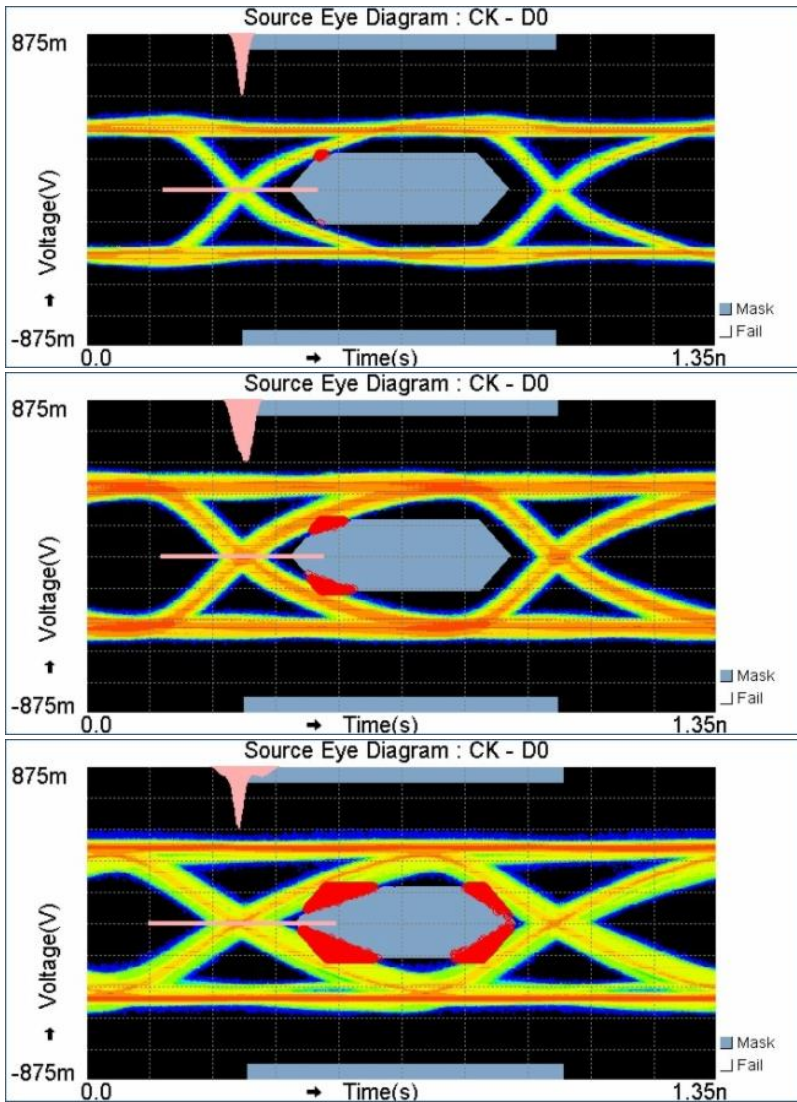 Source Eye Diagram : CK - D0
875m
Voltage(V)
-875m
0.0
Time(s)
1.35n
Mask
Fail
Source Eye Diagram : CK - D0
875m
Voltage(V)
-875m
0.0
Time(s)
1.35n
Mask
Fail
Source Eye Diagram : CK - D0
875m
Voltage(V)
-875m
0.0
Time(s)
1.35n
Mask
Fail